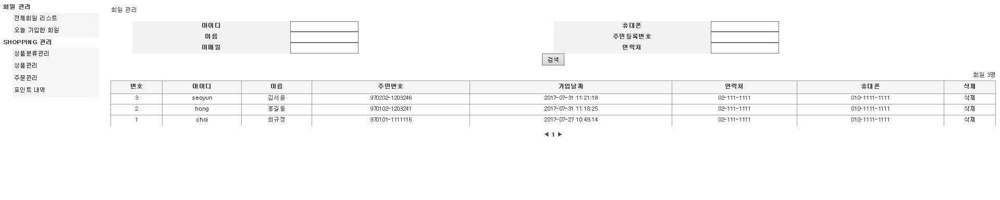 회원 관리
전체회원 리스트
오늘 가입한 회원
SHOPPING 관리
상품분류관리
상품관리
주문관리
포인트 내역
회원 관리
아이디 휴대폰
이름 주민등록번호
이메일 연락처
검색
회원 3명
번호 아이디 이름 주민번호 가입날짜 연락처 휴대폰 삭제
3 seoyun 김서윤 970202-1203246 2017-07-31 11:21:18 02-111-1111 010-1111-1111 삭제
2 hong 홍길동 970102-1203241 2017-07-31 11:18:25 02-111-1111 010-1111-1111 삭제
1 choi 최규정 970101-1111116 2017-07-27 10:49:14 02-111-1111 010-1111-1111 삭제
◀ 1 ▶